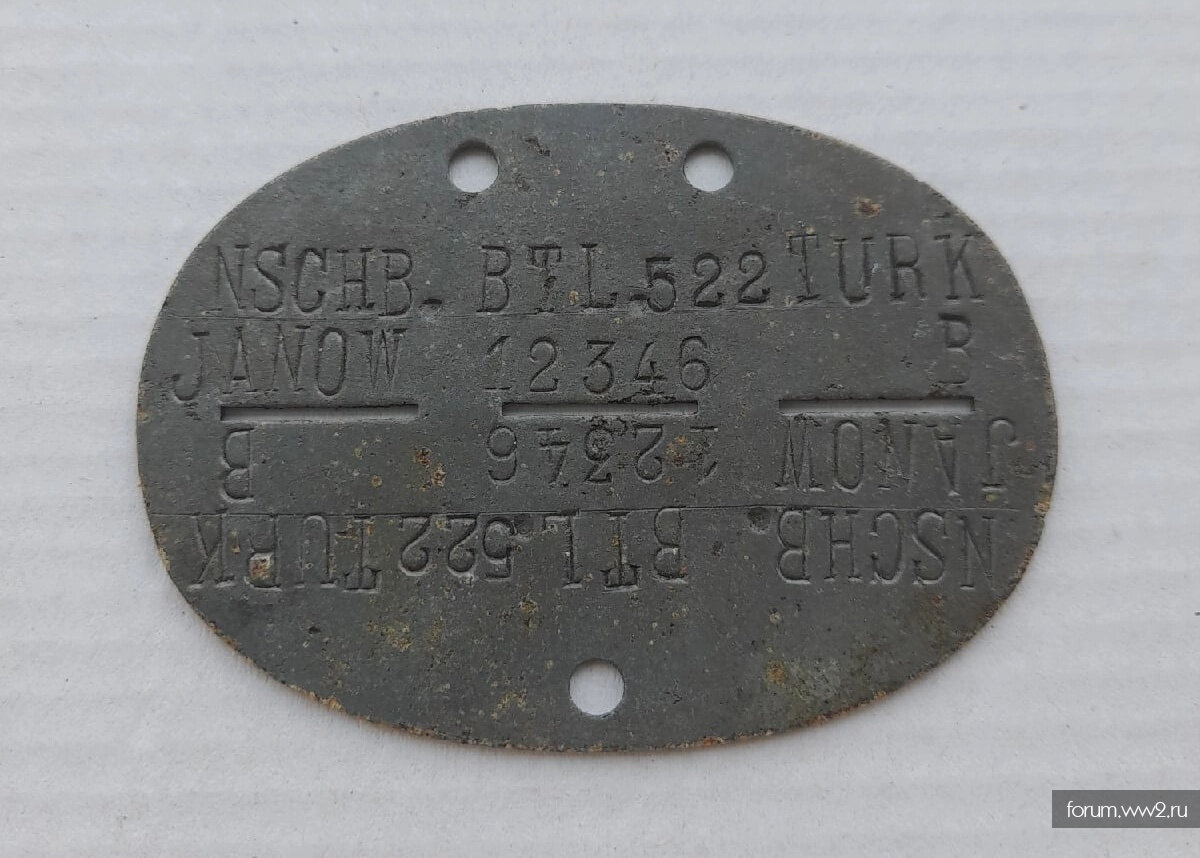 NSCHB. BTL.522 TURK
JANOW 12346 B
JANOW 12346 B
NSCHB. BTL.522 TURK
forum.ww2.ru